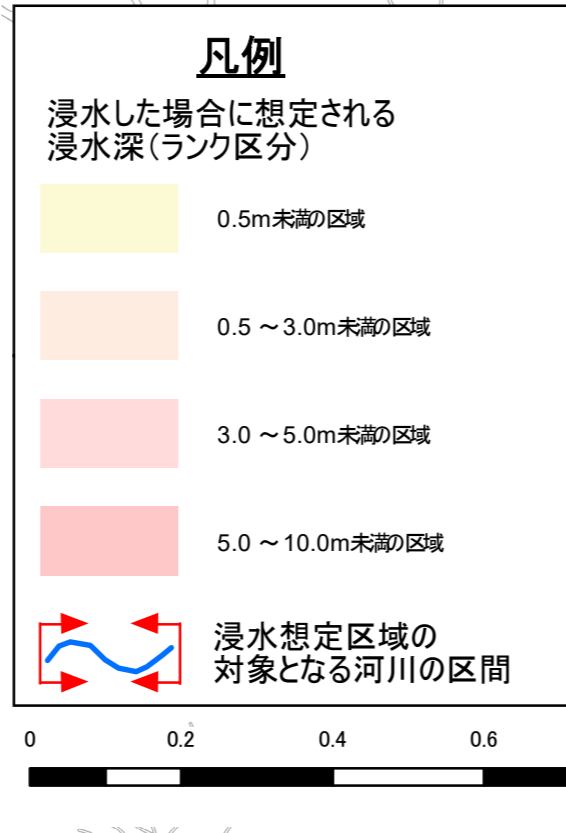 凡例
浸水した場合に想定される
浸水深(ランク区分)
0.5m未満の区域
0.5 ～3.0m未満の区域
3.0 ～5.0m未満の区域
5.0 ～10.0m未満の区域
浸水想定区域の
対象となる河川の区間
0 0.2 0.4 0.6